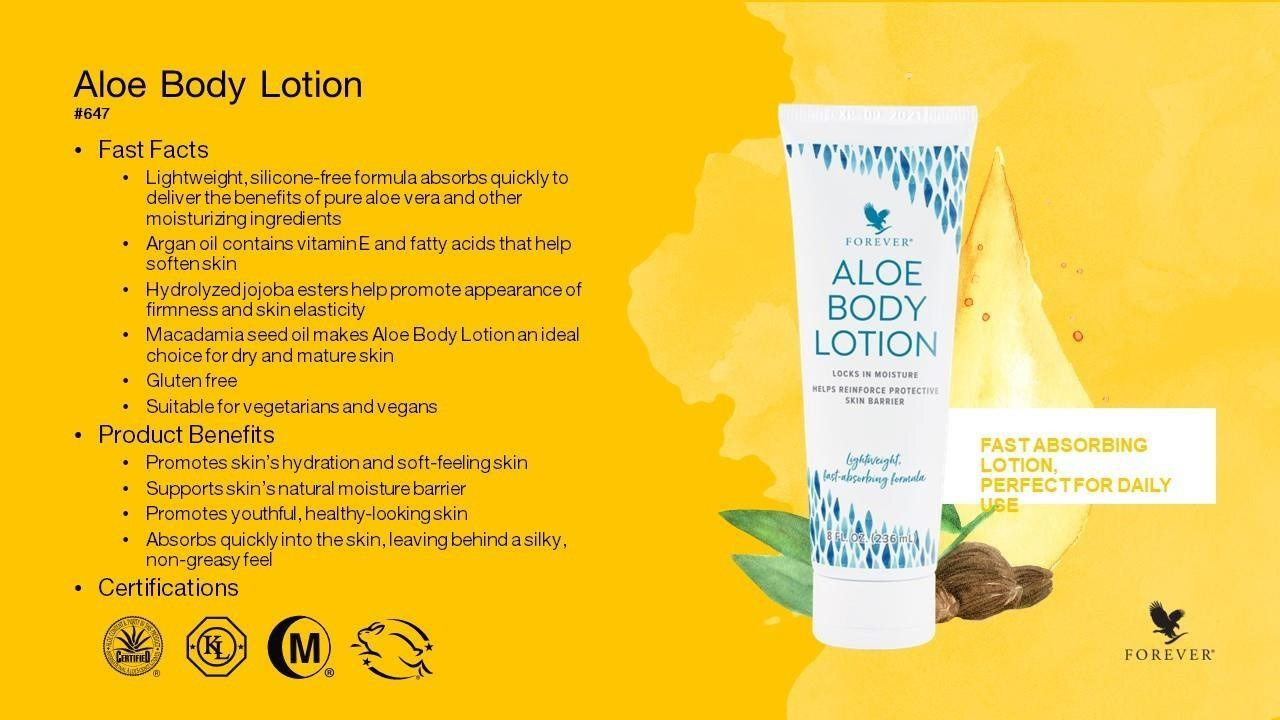 Aloe Body Lotion
#647
• Fast Facts
• Lightweight, silicone-free formula absorbs quickly to
deliver the benefits of pure aloe vera and other
moisturizing ingredients
• Argan oil contains vitamin E and fatty acids that help
soften skin
• Hydrolyzed jojoba esters help promote appearance of
firmness and skin elasticity
• Macadamia seed oil makes Aloe Body Lotion an ideal
choice for dry and mature skin
• Gluten free
• Suitable for vegetarians and vegans
• Product Benefits
• Promotes skin's hydration and soft-feeling skin
• Supports skin's natural moisture barrier
• Promotes youthful, healthy-looking skin
• Absorbs quickly into the skin, leaving behind a silky,
non-greasy feel
• Certifications
CERTIFIED
®
KL
M
®
®
EXP. 09. 2021
FOREVER®
ALOE
BODY
LOTION
LOCKS IN MOISTURE
HELPS REINFORCE PROTECTIVE
SKIN BARRIER
lightweight,
fast-absorbing formula
8 FL. OZ. (236 mL)
FAST ABSORBING
LOTION,
PERFECT FOR DAILY
USE
FOREVER®